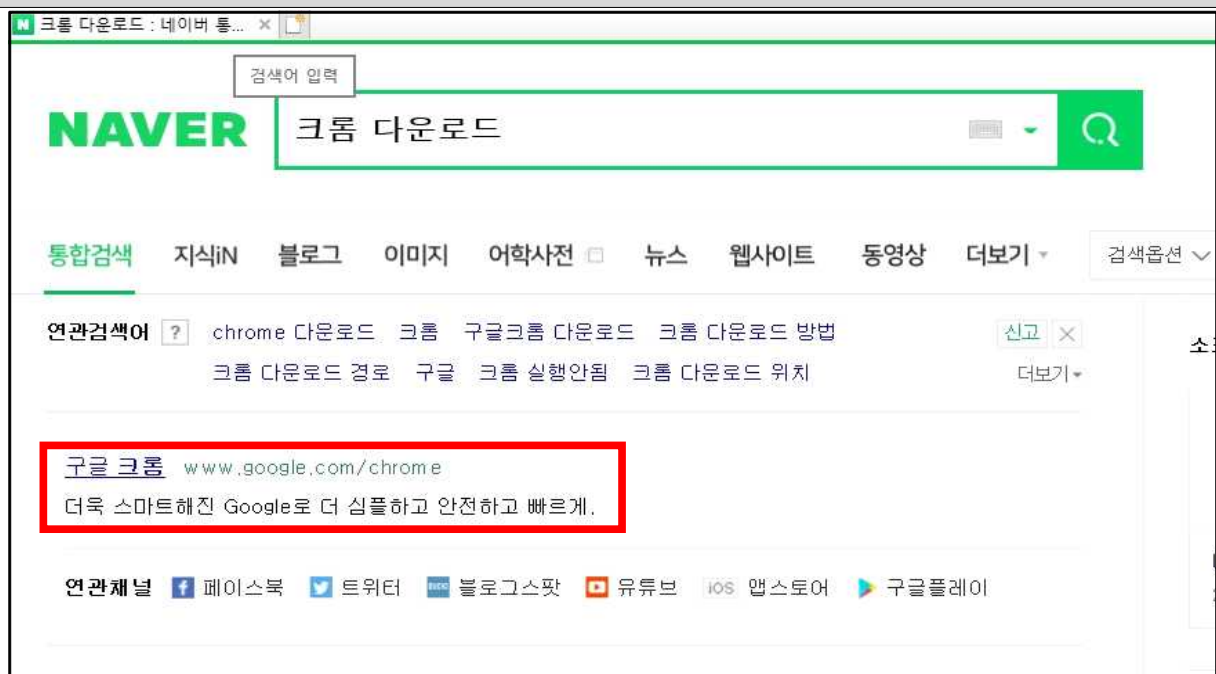 크롬 다운로드 : 네이버 통...
검색어 입력
NAVER 크롬 다운로드
통합검색 지식iN 블로그 이미지 어학사전 뉴스 웹사이트 동영상 더보기 검색옵션
연관검색어 ? chrome 다운로드 크롬 구글크롬 다운로드 크롬 다운로드 방법 신고
크롬 다운로드 경로 구글 크롬 실행안됨 크롬 다운로드 위치 더보기
구글 크롬 www.google.com/chrome
더욱 스마트해진 Google로 더 심플하고 안전하고 빠르게.
연관채널 페이스북 트위터 블로그스팟 유튜브 iOS 앱스토어 구글플레이